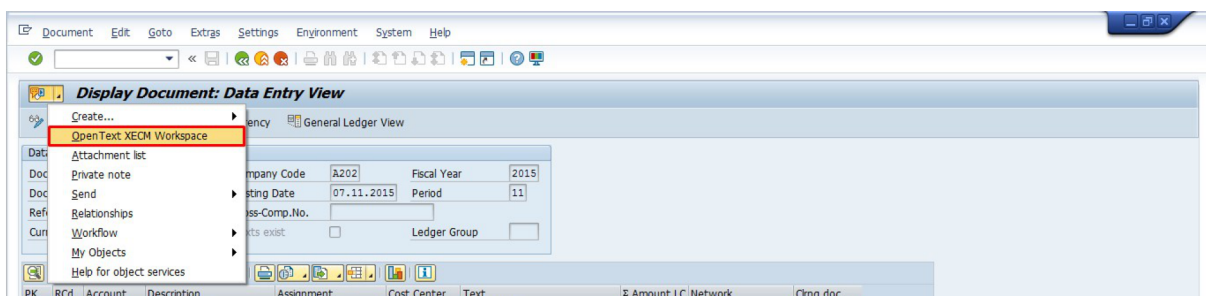 Document Edit Goto Extras Settings Environment System Help
Display Document: Data Entry View
Create... ency General Ledger View
OpenText XECM Workspace
Data Attachment list
Doc Private note mpany Code A202 Fiscal Year 2015
Doc Send sting Date 07.11.2015 Period 11
Refe Relationships oss-Comp.No.
Curr Workflow xts exist Ledger Group
My Objects
Help for object services
PK RCd Account Description Assignment Cost Center Text Σ Amount LC Network Clrng doc.